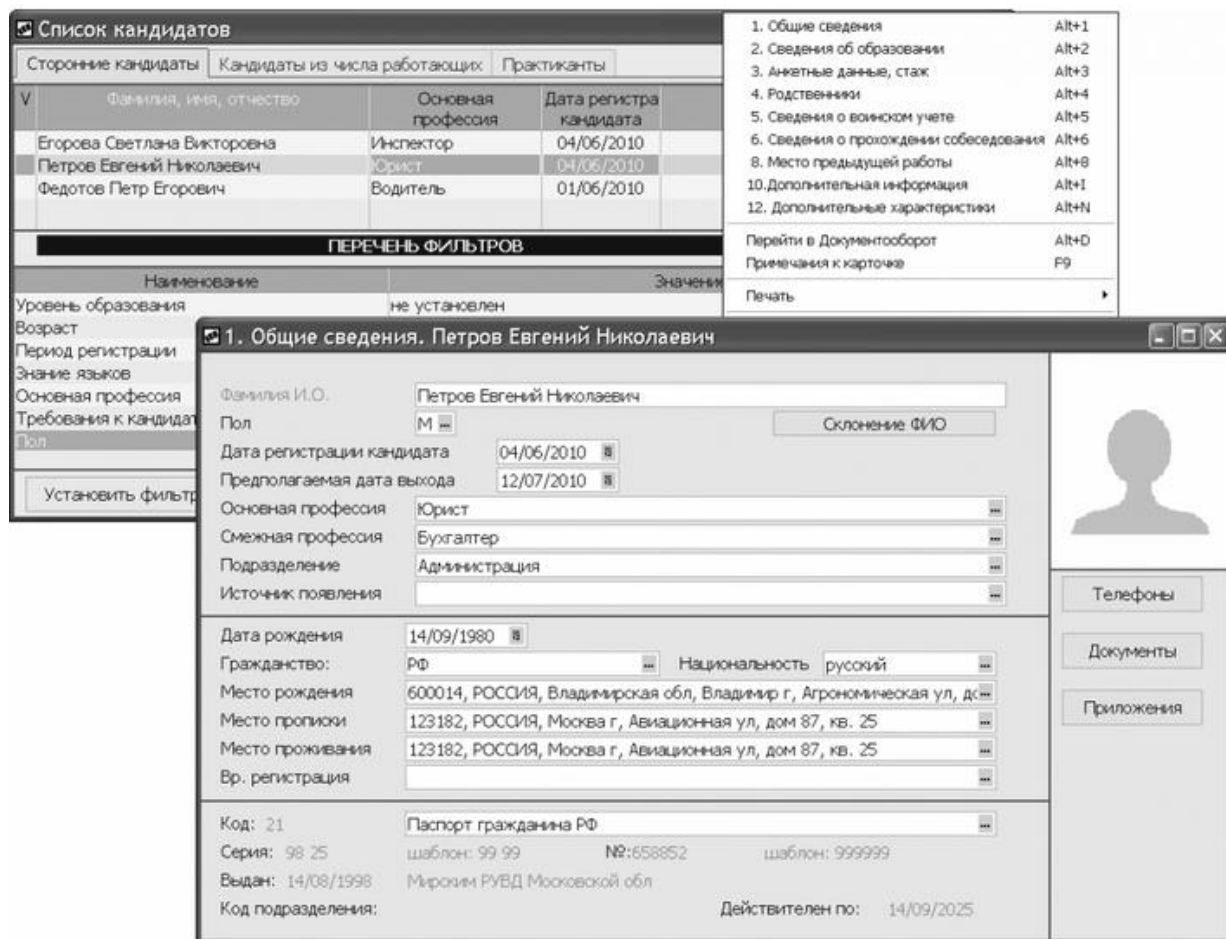 Список кандидатов
Сторонние кандидаты Кандидаты из числа работающих Практиканты
V Фамилия, имя, отчество Основная профессия Дата регистра кандидата
Егорова Светлана Викторовна Инспектор 04/06/2010
Петров Евгений Николаевич Юрист 04/06/2010
Федотов Петр Егорович Водитель 01/06/2010
ПЕРЕЧЕНЬ ФИЛЬТРОВ
Наименование Значение
Уровень образования не установлен
Возраст
Период регистрации
Знание языков
Основная профессия
Требования к кандидат
Пол
Установить фильтр
1. Общие сведения Alt+1
2. Сведения об образовании Alt+2
3. Анкетные данные, стаж Alt+3
4. Родственники Alt+4
5. Сведения о воинском учете Alt+5
6. Сведения о прохождении собеседования Alt+6
8. Место предыдущей работы Alt+8
10.Дополнительная информация Alt+I
12. Дополнительные характеристики Alt+N
Перейти в Документооборот Alt+D
Примечания к карточке F9
Печать
1. Общие сведения. Петров Евгений Николаевич
Фамилия И.О. Петров Евгений Николаевич
Пол М Склонение ФИО
Дата регистрации кандидата 04/06/2010
Предполагаемая дата выхода 12/07/2010
Основная профессия Юрист
Смежная профессия Бухгалтер
Подразделение Администрация
Источник появления
Дата рождения 14/09/1980
Гражданство: РФ Национальность русский
Место рождения 600014, РОССИЯ, Владимирская обл, Владимир г, Агрономическая ул, дс
Место прописки 123182, РОССИЯ, Москва г, Авиационная ул, дом 87, кв. 25
Место проживания 123182, РОССИЯ, Москва г, Авиационная ул, дом 87, кв. 25
Вр. регистрация
Код: 21 Паспорт гражданина РФ
Серия: 98 25 шаблон: 99 99 №:658852 шаблон: 999999
Выдан: 14/08/1998 Мирским РУВД Московской обл
Код подразделения: Действителен по: 14/09/2025
Телефоны
Документы
Приложения